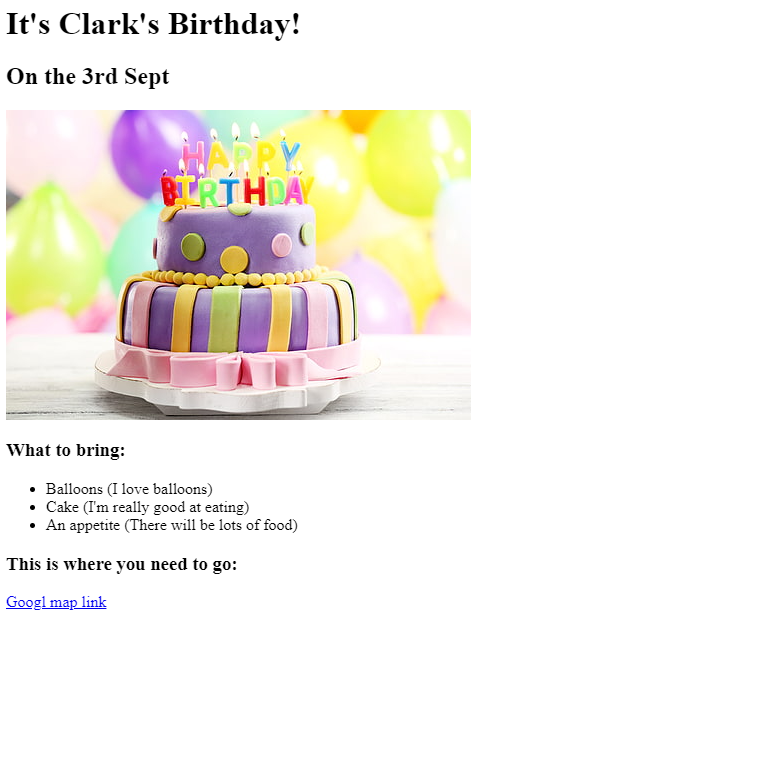 It's Clark's Birthday!
On the 3rd Sept
HAPPY
BIRTHDAY
What to bring:
Balloons (I love balloons)
Cake (I'm really good at eating)
An appetite (There will be lots of food)
This is where you need to go:
Googl map link